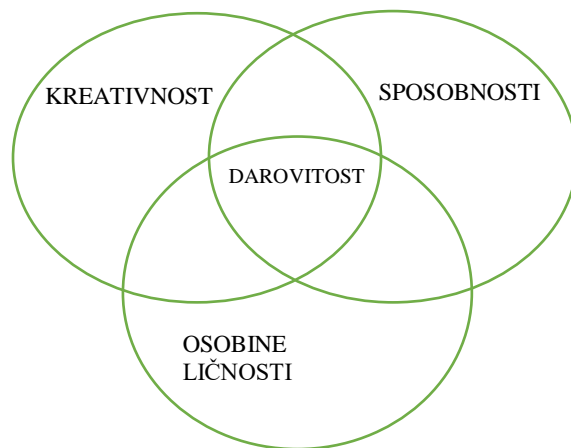 KREATIVNOST
SPOSOBNOSTI
DAROVITOST
OSOBINE
LIČNOSTI